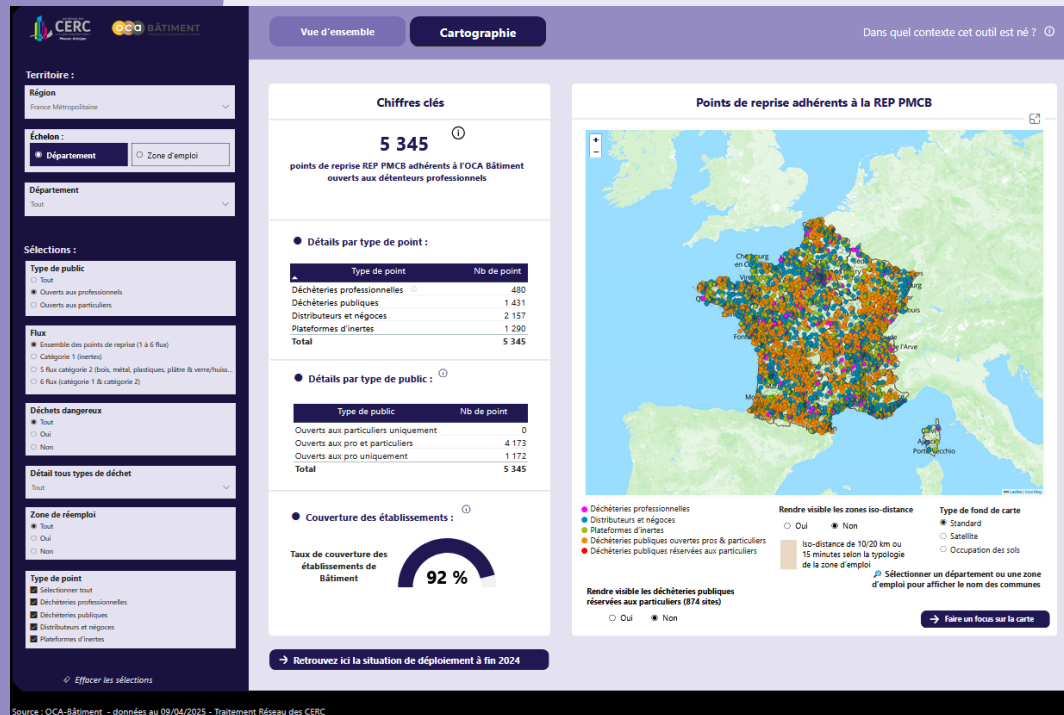 CERC
oca BÂTIMENT
Vue d'ensemble
Cartographie
Dans quel contexte cet outil est né ?
Territoire :
Région
France Métropolitaine
Échelon :
Département
Zone d'emploi
Département
Tout
Sélections :
Type de public
Tout
Ouverts aux professionnels
Ouverts aux particuliers
Flux
Ensemble des points de reprise (1 à 6 flux)
Catégorie 1 (inertes)
5 flux catégorie 2 (bois, métal, plastiques, plâtre & verre/huiss...
6 flux (catégorie 1 & catégorie 2)
Déchets dangereux
Tout
Oui
Non
Détail tous types de déchet
Tout
Zone de réemploi
Tout
Oui
Non
Type de point
Sélectionner tout
Déchèteries professionnelles
Déchèteries publiques
Distributeurs et négoces
Plateformes d'inertes
Effacer les sélections
Chiffres clés
5 345
points de reprise REP PMCB adhérents à l'OCA Bâtiment
ouverts aux détenteurs professionnels
Détails par type de point :
Type de point Nb de point
Déchèteries professionnelles 480
Déchèteries publiques 1 431
Distributeurs et négoces 2 157
Plateformes d'inertes 1 290
Total 5 345
Détails par type de public :
Type de public Nb de point
Ouverts aux particuliers uniquement 0
Ouverts aux pro et particuliers 4 173
Ouverts aux pro uniquement 1 172
Total 5 345
Couverture des établissements :
Taux de couverture des
établissements de
Bâtiment
92 %
Retrouvez ici la situation de déploiement à fin 2024
Points de reprise adhérents à la REP PMCB
+
−
Déchèteries professionnelles
Distributeurs et négoces
Plateformes d'inertes
Déchèteries publiques ouvertes pros & particuliers
Déchèteries publiques réservées aux particuliers
Rendre visible les zones iso-distance
Oui Non
Iso-distance de 10/20 km ou
15 minutes selon la typologie
de la zone d'emploi
Type de fond de carte
Standard
Satellite
Occupation des sols
Sélectionner un département ou une zone
d'emploi pour afficher le nom des communes
Rendre visible les déchèteries publiques
réservées aux particuliers (874 sites)
Oui Non
Faire un focus sur la carte
Source : OCA-Bâtiment - données au 09/04/2025 - Traitement Réseau des CERC